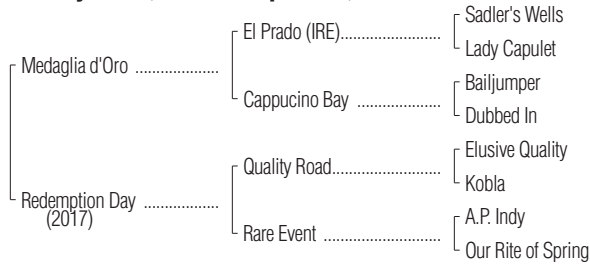 Sadler's Wells
El Prado (IRE)....................
Lady Capulet
Medaglia d'Oro ...................
Bailjumper
Cappucino Bay ...................
Dubbed In
Elusive Quality
Quality Road.......................
Kobla
Redemption Day .................
(2017)
A.P. Indy
Rare Event ..........................
Our Rite of Spring